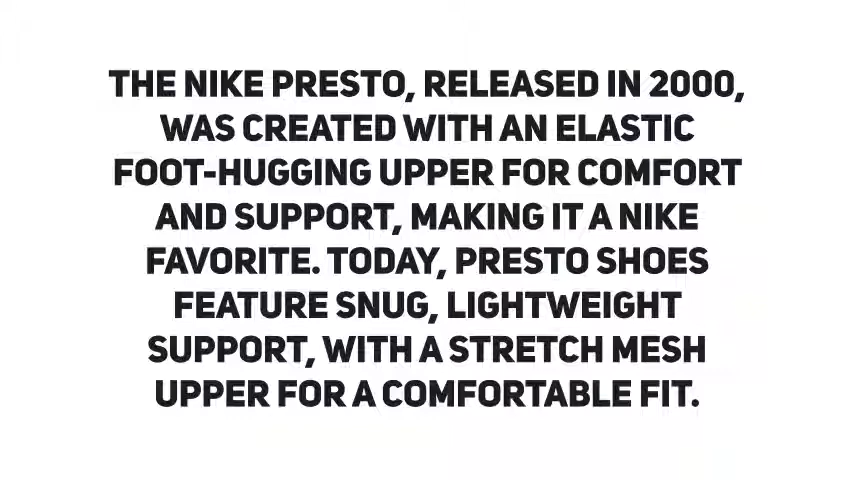 THE NIKE PRESTO, RELEASED IN 2000,
WAS CREATED WITH AN ELASTIC
FOOT-HUGGING UPPER FOR COMFORT
AND SUPPORT, MAKING IT A NIKE
FAVORITE. TODAY, PRESTO SHOES
FEATURE SNUG, LIGHTWEIGHT
SUPPORT, WITH A STRETCH MESH
UPPER FOR A COMFORTABLE FIT.